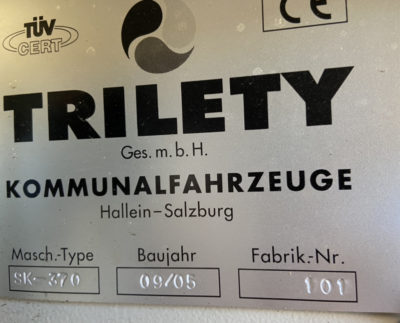 TÜV
CERT
CE
TRILETY
Ges. m. b. H.
KOMMUNALFAHRZEUGE
Hallein-Salzburg
Masch.-Type Baujahr Fabrik.-Nr.
SK-370 09/05 101